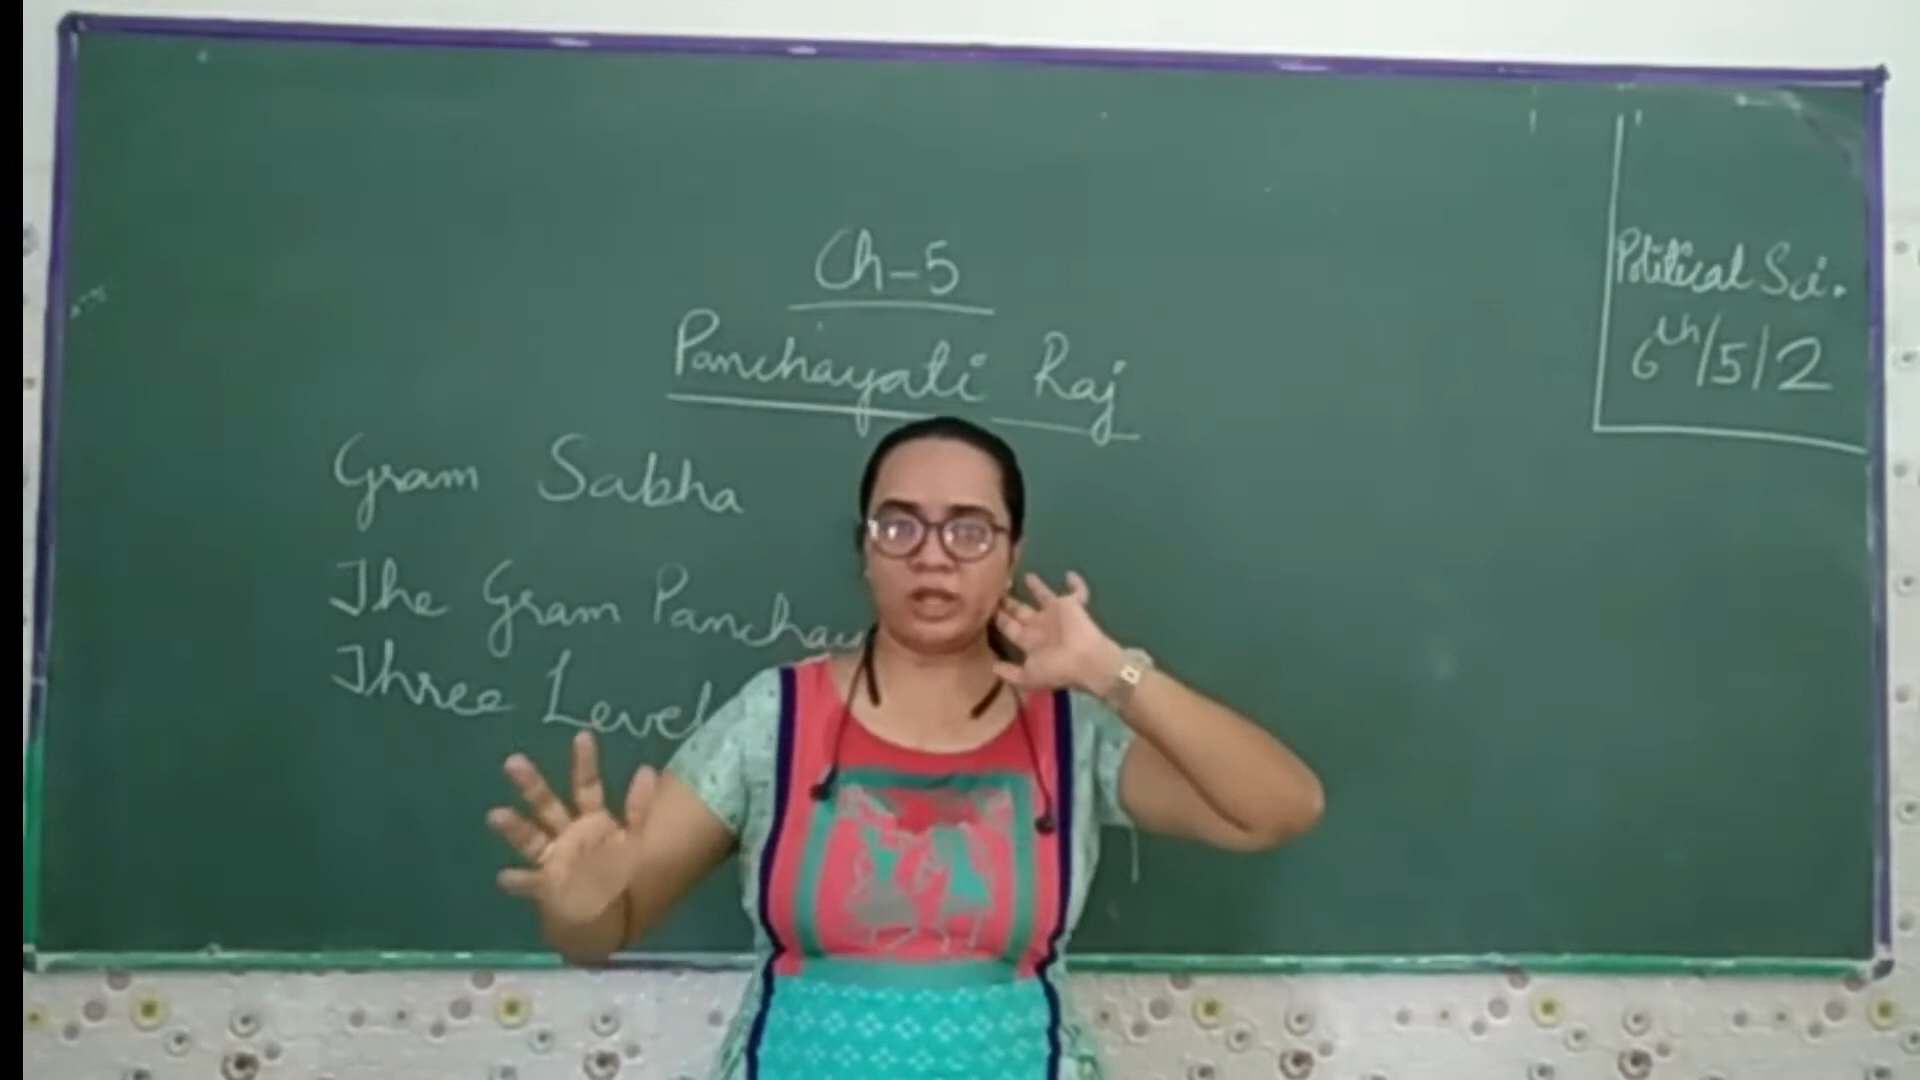 Ch-5
Panchayati Raj
Gram Sabha
The Gram Panchay
Three Level
Political Sci.
6th/5/2